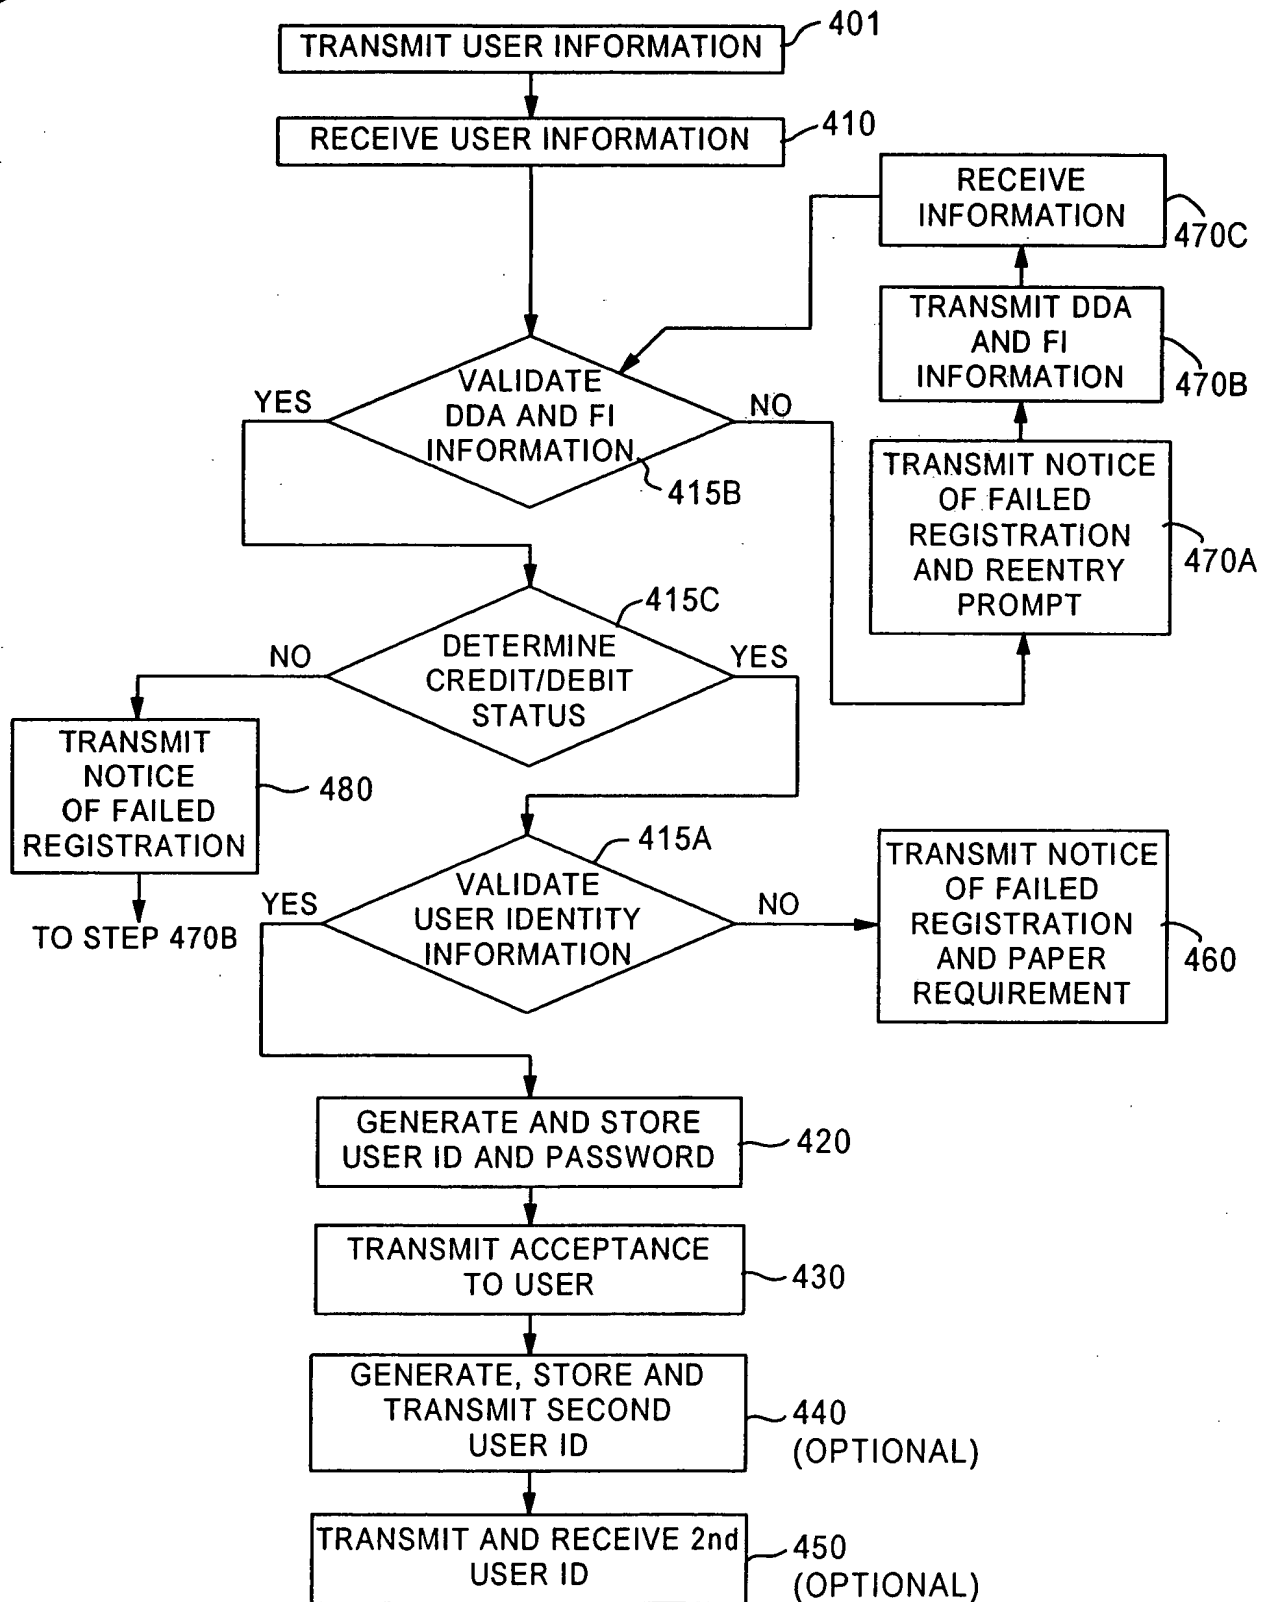 TRANSMIT USER INFORMATION
401
RECEIVE USER INFORMATION
410
RECEIVE
INFORMATION
470C
TRANSMIT DDA
AND FI
INFORMATION
470B
TRANSMIT NOTICE
OF FAILED
REGISTRATION
AND REENTRY
PROMPT
470A
VALIDATE
DDA AND FI
INFORMATION
415B
YES
NO
DETERMINE
CREDIT/DEBIT
STATUS
415C
NO
YES
TRANSMIT
NOTICE
OF FAILED
REGISTRATION
480
TO STEP 470B
VALIDATE
USER IDENTITY
INFORMATION
415A
YES
NO
TRANSMIT NOTICE
OF FAILED
REGISTRATION
AND PAPER
REQUIREMENT
460
GENERATE AND STORE
USER ID AND PASSWORD
420
TRANSMIT ACCEPTANCE
TO USER
430
GENERATE, STORE AND
TRANSMIT SECOND
USER ID
440
(OPTIONAL)
TRANSMIT AND RECEIVE 2nd
USER ID
450
(OPTIONAL)